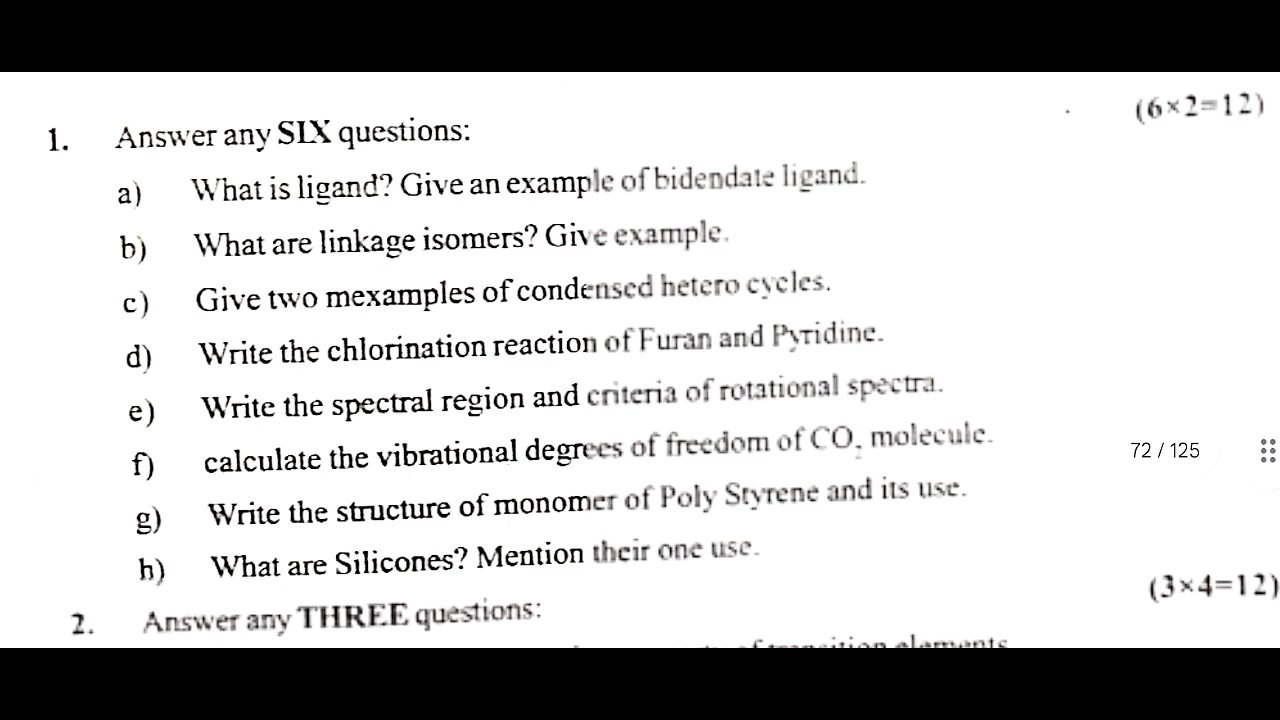 (6×2=12)
1. Answer any SIX questions:
a) What is ligand? Give an example of bidendate ligand.
b) What are linkage isomers? Give example.
c) Give two mexamples of condensed hetero cycles.
d) Write the chlorination reaction of Furan and Pyridine.
e) Write the spectral region and criteria of rotational spectra.
f) calculate the vibrational degrees of freedom of CO₂ molecule.
72 / 125
g) Write the structure of monomer of Poly Styrene and its use.
h) What are Silicones? Mention their one use.
(3×4=12)
2. Answer any THREE questions:
of transition elements